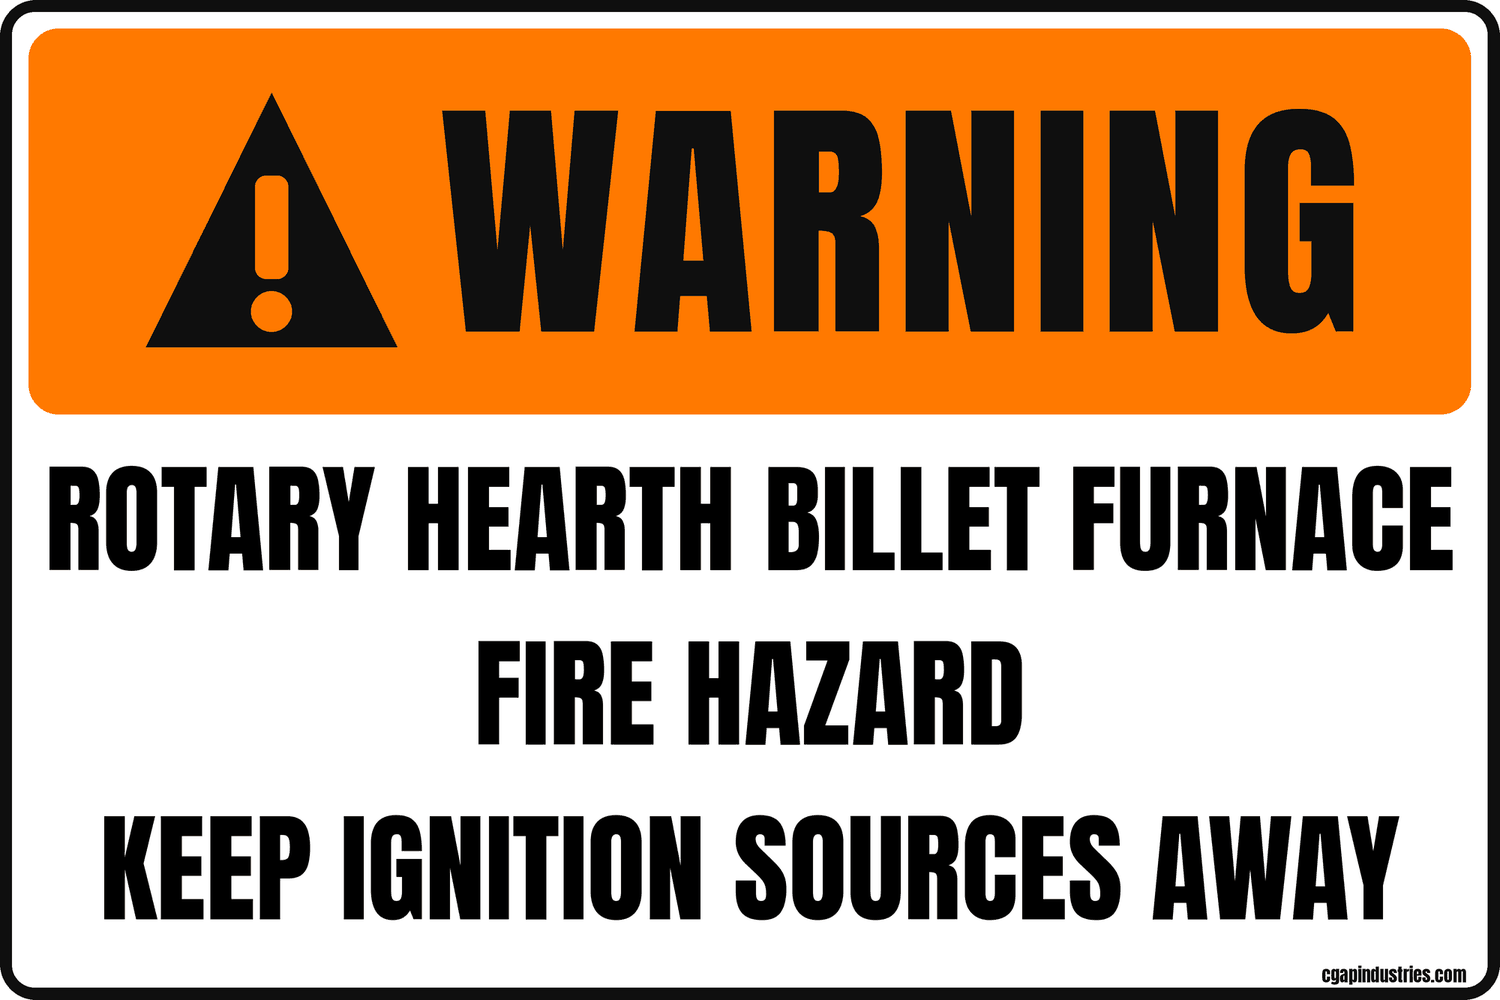 WARNING
ROTARY HEARTH BILLET FURNACE
FIRE HAZARD
KEEP IGNITION SOURCES AWAY
cgapindustries.com